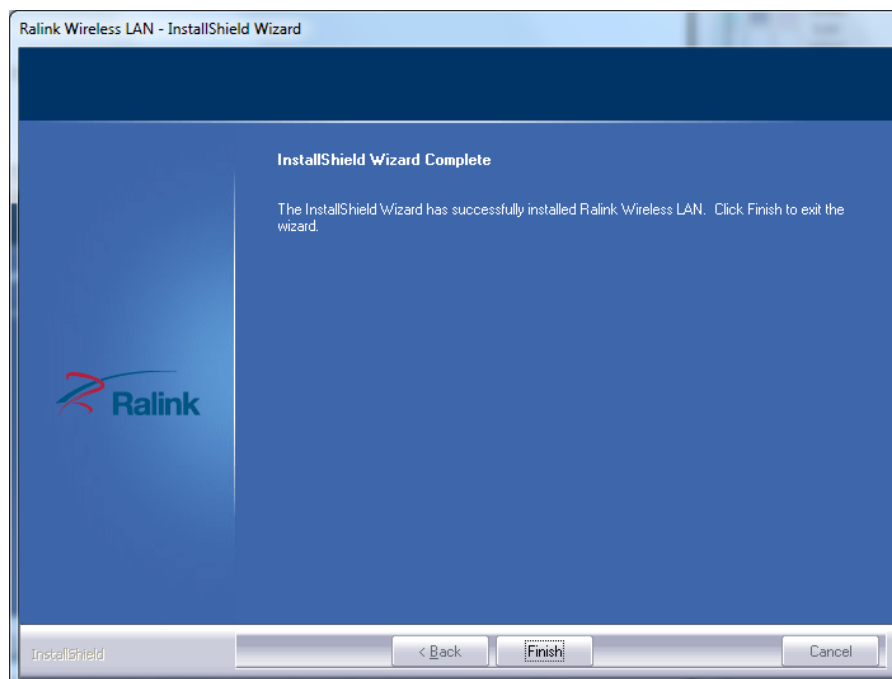 Ralink Wireless LAN - InstallShield Wizard
InstallShield Wizard Complete
The InstallShield Wizard has successfully installed Ralink Wireless LAN. Click Finish to exit the
wizard.
Ralink
InstallShield
< Back
Finish
Cancel